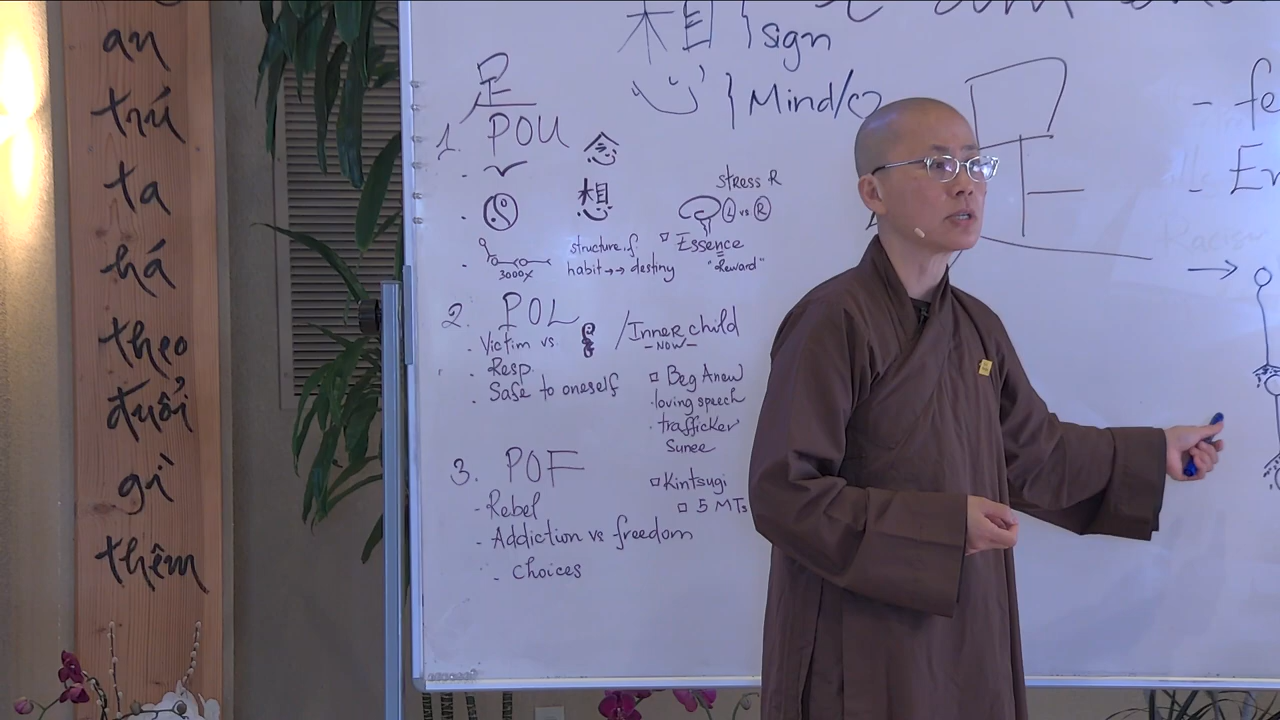 an
trú
ta
há
theo
đuổi
gì
thêm
相 } sign
心 } Mind/♡
足
1. POU
念
想
stress R
L vs R
Essence
"Reward"
structure.f.
3000x
habit →→ destiny
2. POL
- Victim vs.
/ Inner child
- NOW -
- Resp.
- Safe to oneself
□ Beg Anew
·loving speech
· trafficker
Sunee
3. POF
- Rebel
□ Kintsugi
□ 5 MTs
- Addiction vs freedom
- Choices
- fe
- En